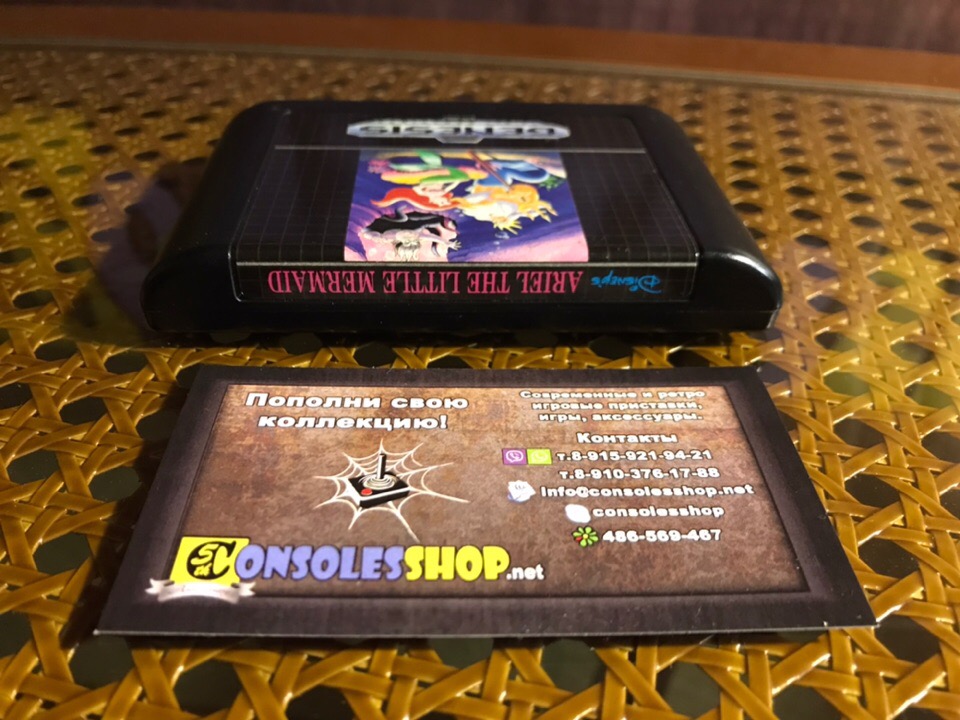 GENESIS
Disney's ARIEL THE LITTLE MERMAID
Пополни свою
коллекцию!
Современные и ретро
игровые приставки,
игры, аксессуары.
Контакты
т.8-915-921-94-21
т.8-910-376-17-88
info@consolesshop.net
consolesshop
486-569-467
CONSOLESSHOP.net